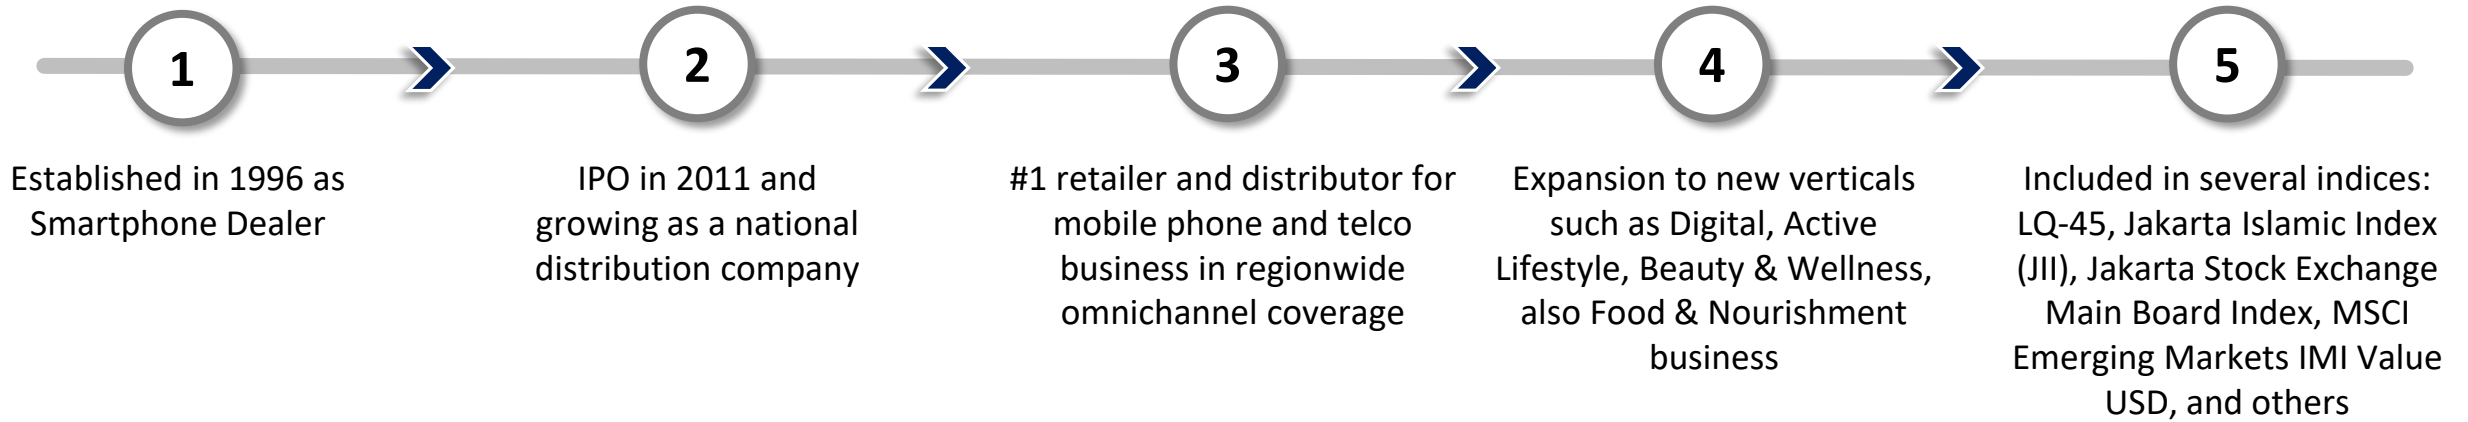 1
Established in 1996 as
Smartphone Dealer
2
IPO in 2011 and
growing as a national
distribution company
3
#1 retailer and distributor for
mobile phone and telco
business in regionwide
omnichannel coverage
4
Expansion to new verticals
such as Digital, Active
Lifestyle, Beauty & Wellness,
also Food & Nourishment
business
5
Included in several indices:
LQ-45, Jakarta Islamic Index
(JII), Jakarta Stock Exchange
Main Board Index, MSCI
Emerging Markets IMI Value
USD, and others